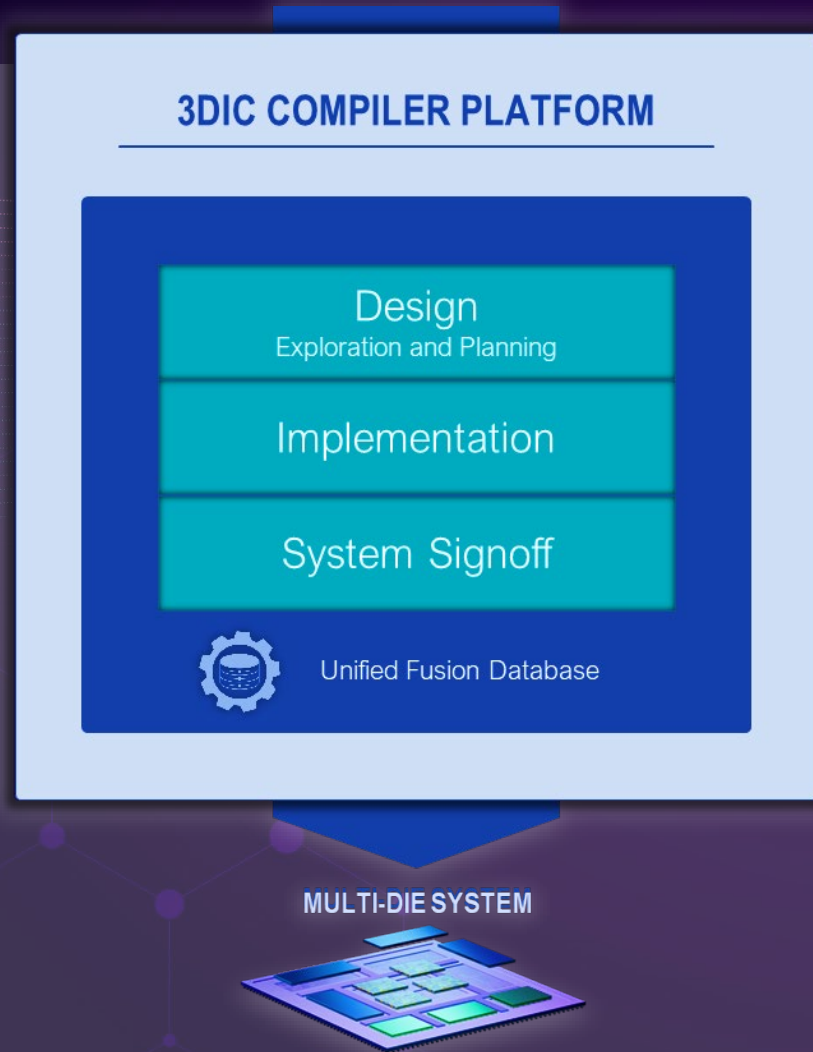 3DIC COMPILER PLATFORM
Design
Exploration and Planning
Implementation
System Signoff
Unified Fusion Database
MULTI-DIE SYSTEM